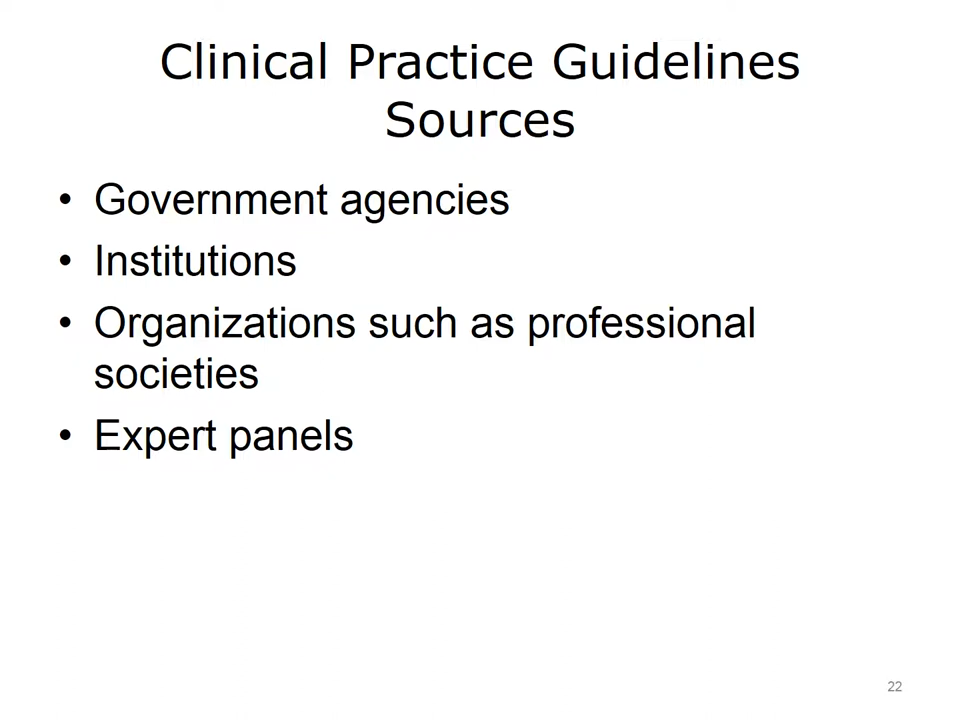 Clinical Practice Guidelines
Sources
• Government agencies
• Institutions
• Organizations such as professional
societies
• Expert panels
22